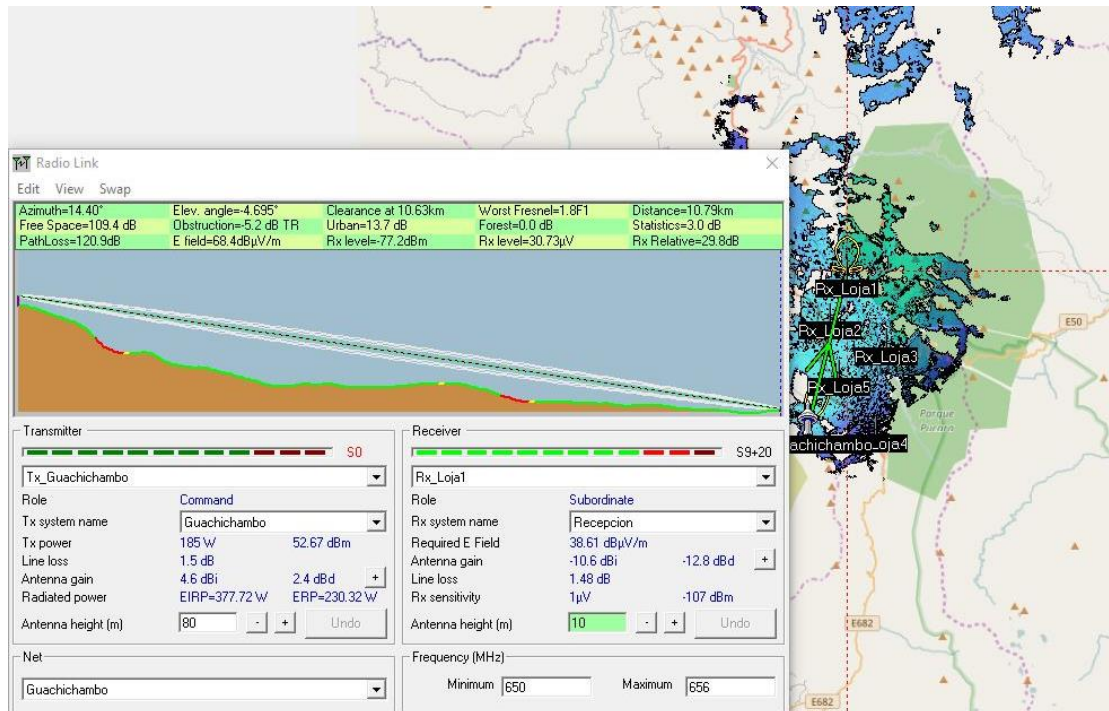 Radio Link
Edit View Swap
Azimuth=14.40° Elev. angle=-4.695° Clearance at 10.63km Worst Fresnel=1.8F1 Distance=10.79km
Free Space=109.4 dB Obstruction=-5.2 dB TR Urban=13.7 dB Forest=0.0 dB Statistics=3.0 dB
PathLoss=120.9dB E field=68.4dBµV/m Rx level=-77.2dBm Rx level=30.73µV Rx Relative=29.8dB
Rx_Loja1
Rx_Loja2
Rx_Loja3
Rx_Loja5
achichambo_oja4
E50
Parque
Pucara
E682
E682
Transmitter
S0
Tx_Guachichambo
Role Command
Tx system name Guachichambo
Tx power 185 W 52.67 dBm
Line loss 1.5 dB
Antenna gain 4.6 dBi 2.4 dBd +
Radiated power EIRP=377.72 W ERP=230.32 W
Antenna height (m) 80 - + Undo
Net
Guachichambo
Receiver
S9+20
Rx_Loja1
Role Subordinate
Rx system name Recepcion
Required E Field 38.61 dBµV/m
Antenna gain -10.6 dBi -12.8 dBd +
Line loss 1.48 dB
Rx sensitivity 1µV -107 dBm
Antenna height (m) 10 - + Undo
Frequency (MHz)
Minimum 650 Maximum 656